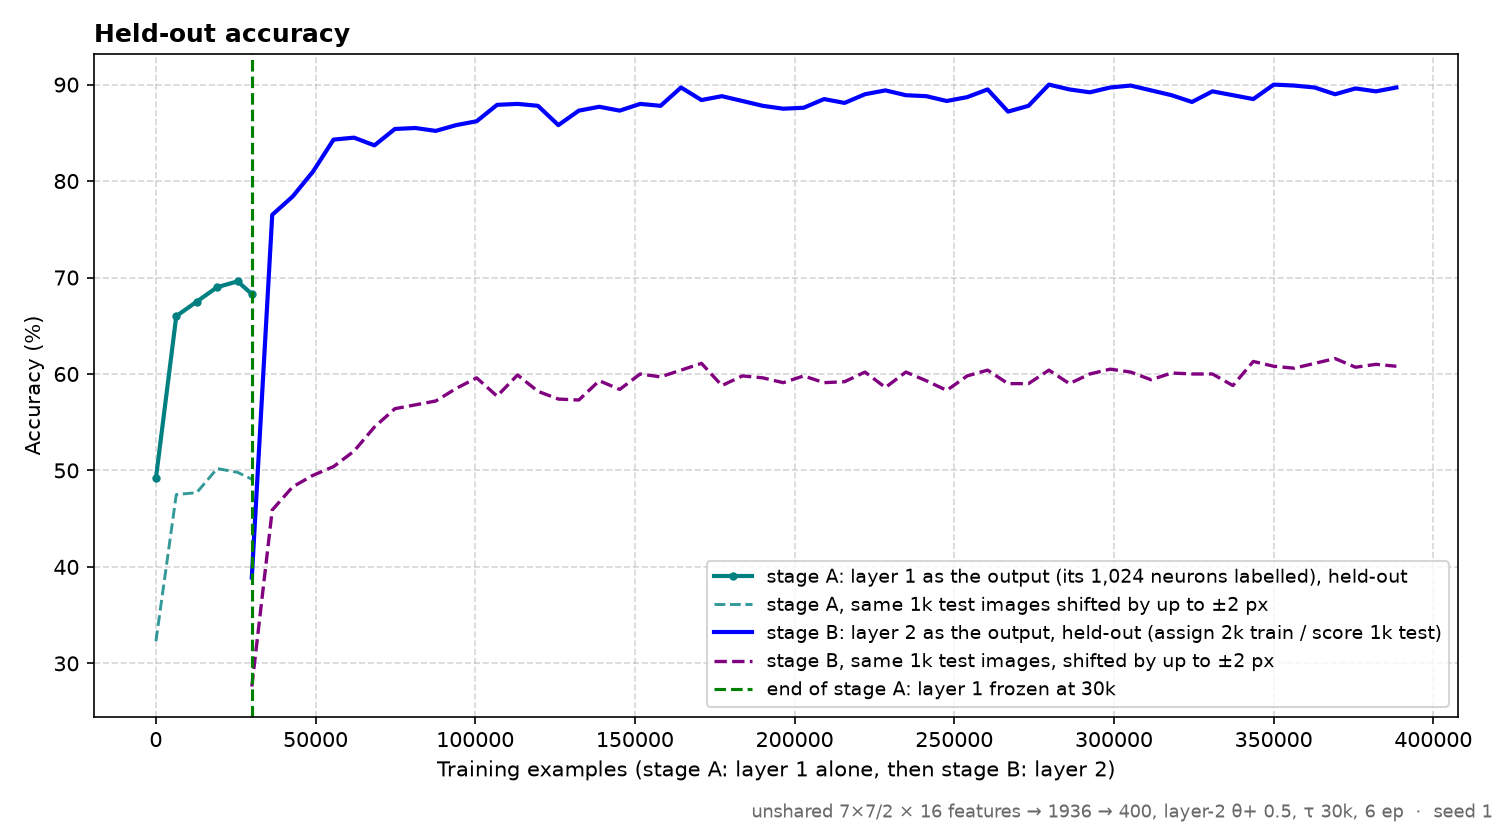 Held-out accuracy
Accuracy (%)
90
80
70
60
50
40
30
stage A: layer 1 as the output (its 1,024 neurons labelled), held-out
stage A, same 1k test images shifted by up to ±2 px
stage B: layer 2 as the output, held-out (assign 2k train / score 1k test)
stage B, same 1k test images, shifted by up to ±2 px
end of stage A: layer 1 frozen at 30k
0 50000 100000 150000 200000 250000 300000 350000 400000
Training examples (stage A: layer 1 alone, then stage B: layer 2)
unshared 7×7/2 × 16 features → 1936 → 400, layer-2 θ+ 0.5, τ 30k, 6 ep · seed 1